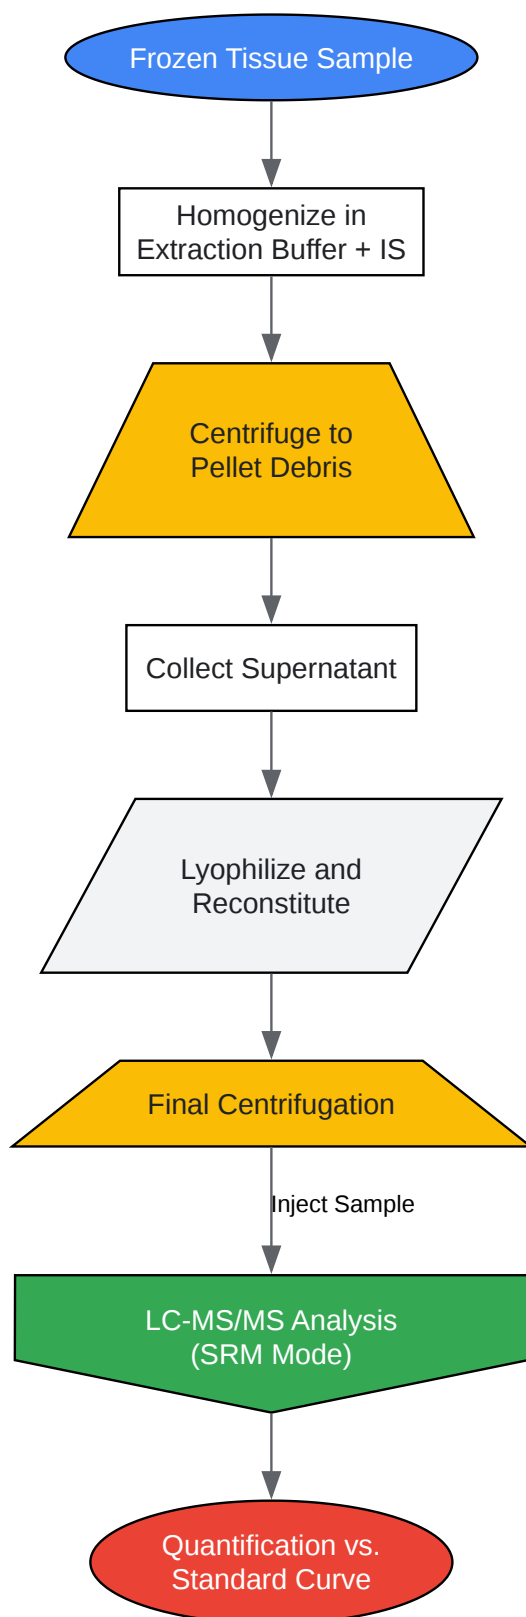 Frozen Tissue Sample
Homogenize in
Extraction Buffer + IS
Centrifuge to
Pellet Debris
Collect Supernatant
Lyophilize and
Reconstitute
Final Centrifugation
Inject Sample
LC-MS/MS Analysis
(SRM Mode)
Quantification vs.
Standard Curve